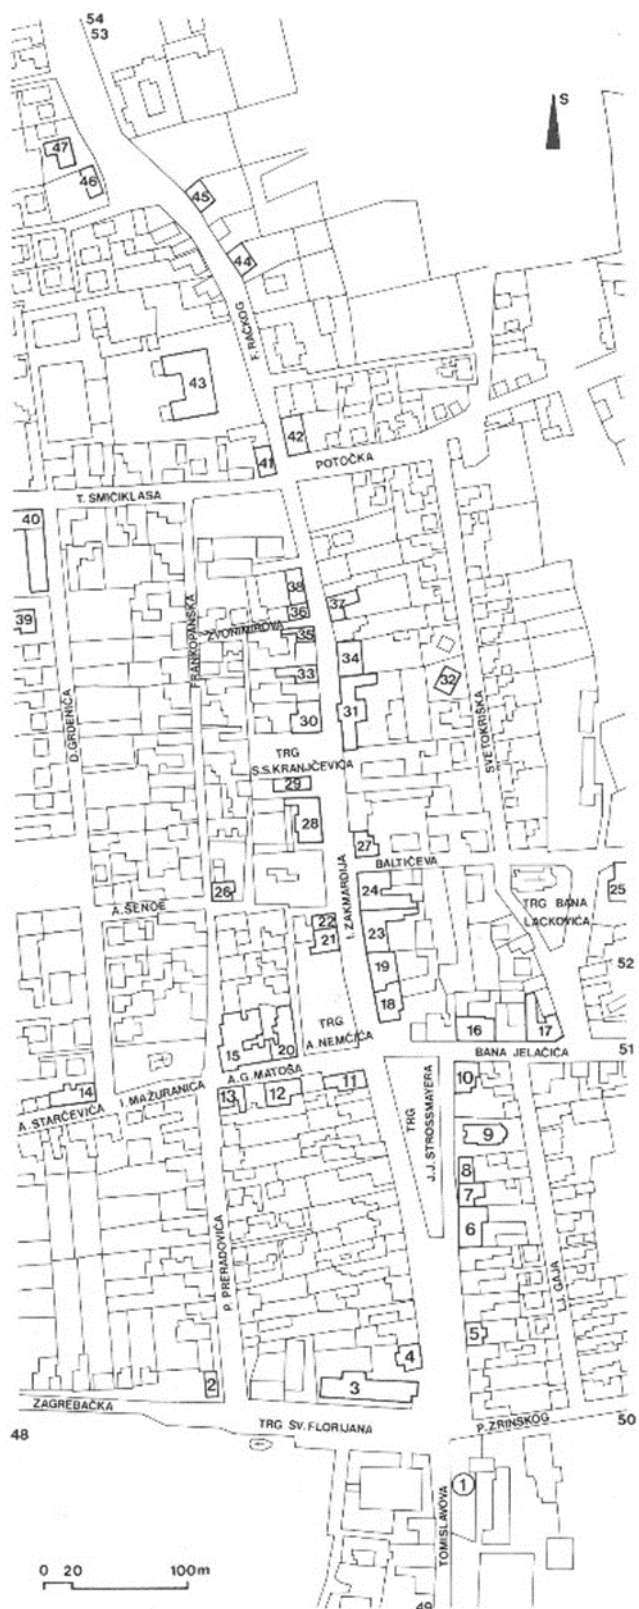 54
53
S
47
46
45
44
F. RAČKOG
43
42
41
POTOČKA
T. SMIČIKLASA
40
38
37
36
39
35
ZVONIMIROVA
FRANKOPANSKA
34
33
32
31
30
D. GRDENIĆA
SVETOKRIŠKA
TRG
S.S.KRANJČEVIĆA
29
28
27
BALTIĆEVA
I. ZAKMARDIJA
26
24
25
A. ŠENOE
TRG BANA
LACKOVIĆA
22
21
23
52
19
18
TRG
A. NEMČIĆA
16
17
15
20
BANA JELAČIĆA
51
A.G. MATOŠA
14
I. MAŽURANIĆA
A. STARČEVIĆA
13
12
11
10
TRG
J.J. STROSSMAYERA
9
8
7
6
P. PRERADOVIĆA
LJ. GAJA
5
4
3
2
ZAGREBAČKA
TRG SV. FLORIJANA
P. ZRINSKOG
50
48
1
TOMISLAVOVA
0 20 100m
49